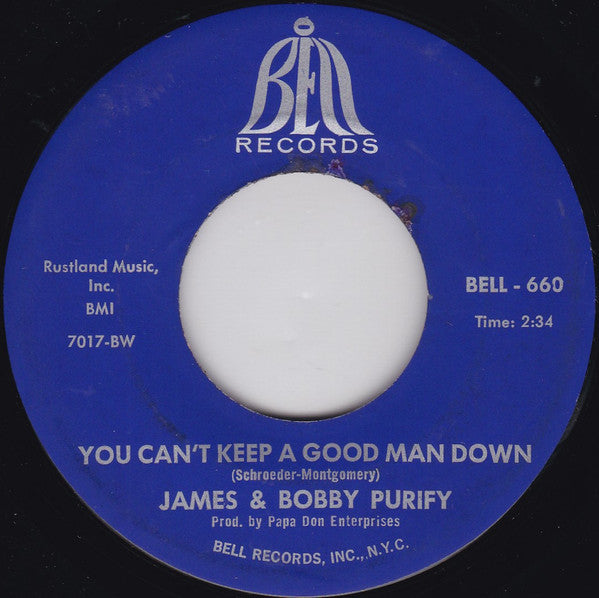 BELL
RECORDS
Rustland Music,
Inc.
BMI
7017-BW
BELL - 660
Time: 2:34
YOU CAN'T KEEP A GOOD MAN DOWN
(Schroeder-Montgomery)
JAMES & BOBBY PURIFY
Prod. by Papa Don Enterprises
BELL RECORDS, INC., N.Y.C.